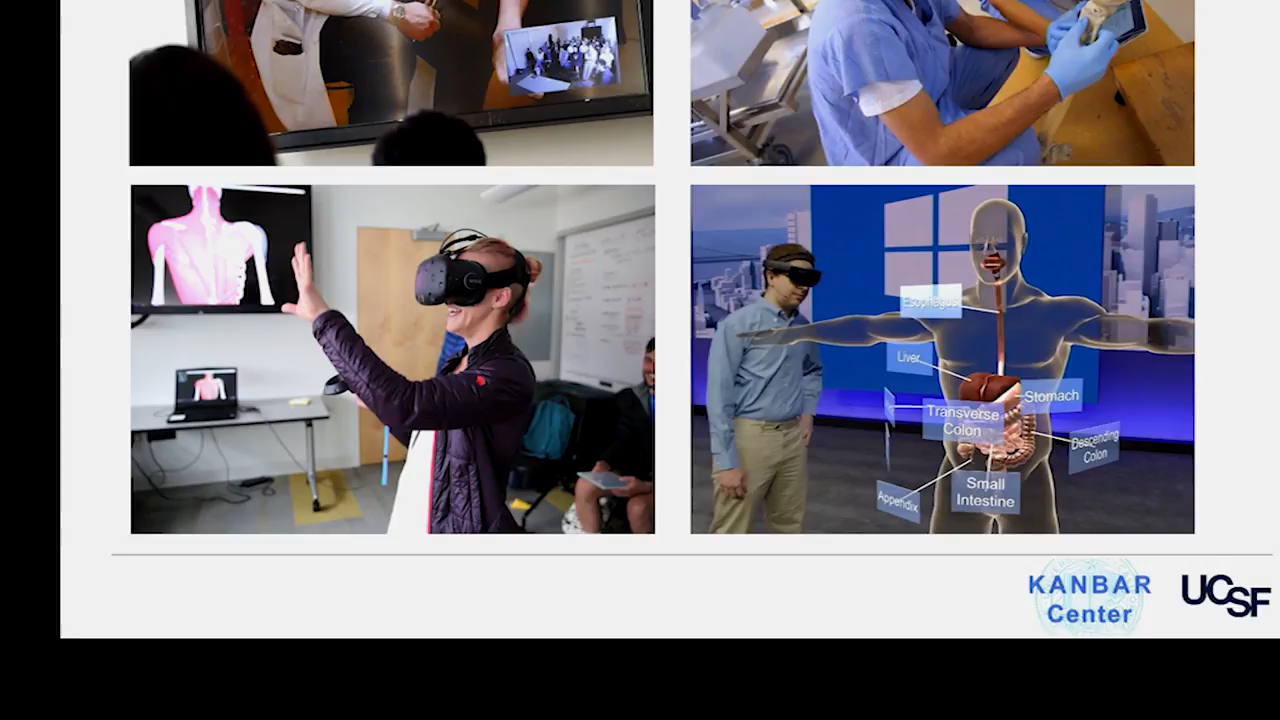 Esophagus
Liver
Stomach
Transverse
Colon
Descending
Colon
Small
Intestine
Appendix
KANBAR
Center
UCSF